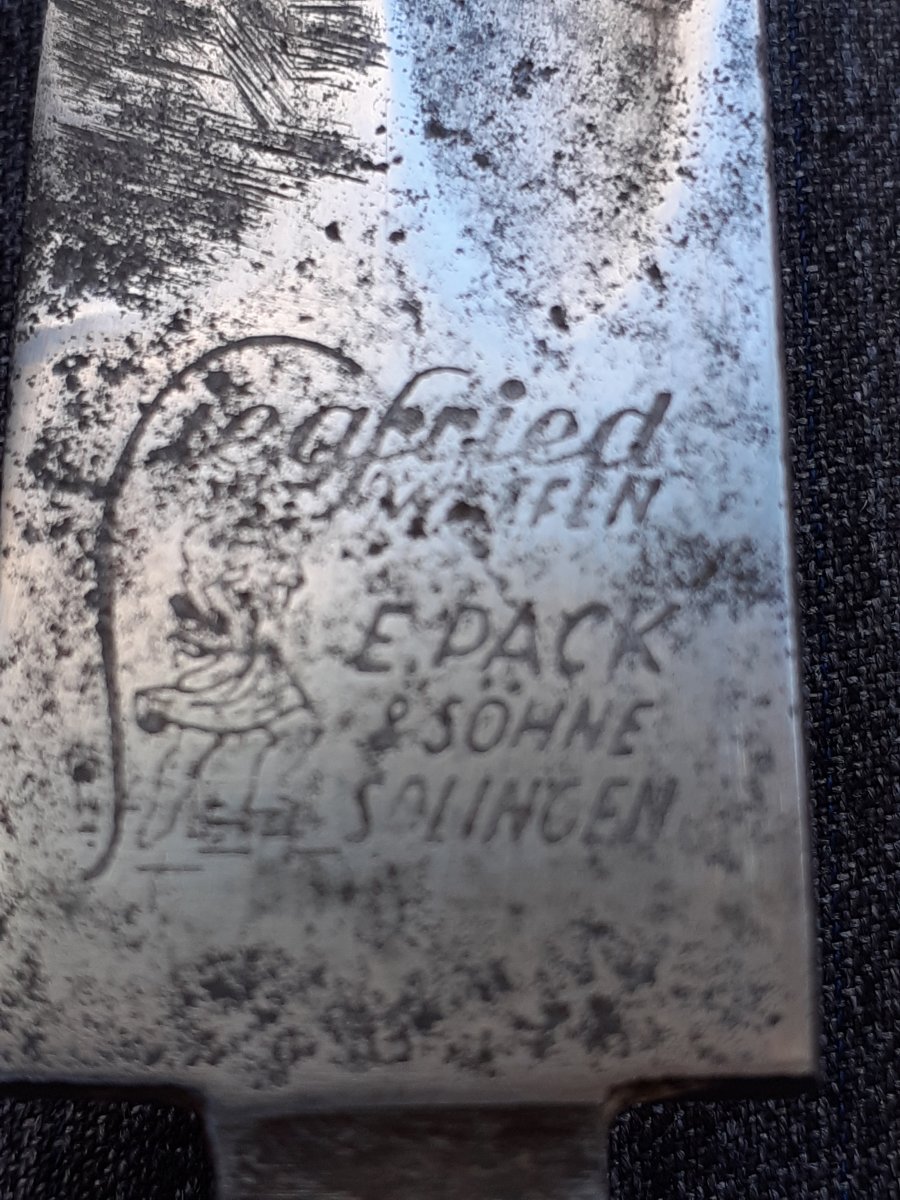 Siegfried
WAFFEN
E. PACK
& SÖHNE
SOLINGEN